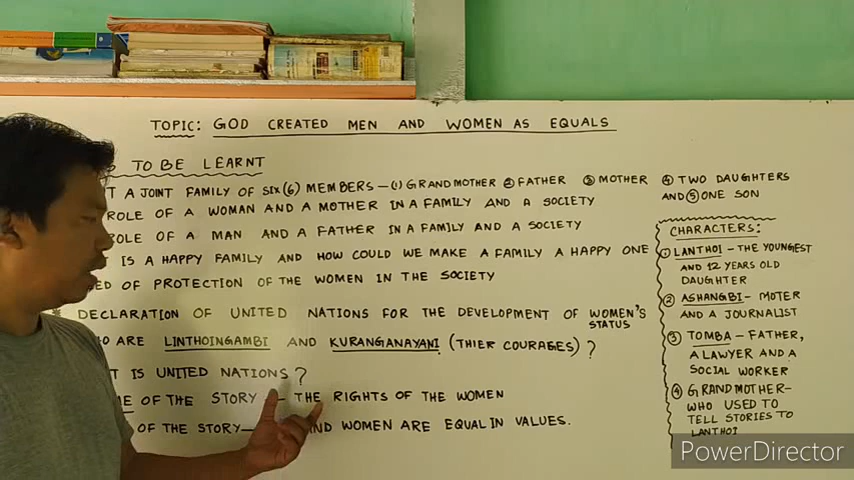 TOPIC: GOD CREATED MEN AND WOMEN AS EQUALS
TO BE LEARNT
A JOINT FAMILY OF SIX (6) MEMBERS – (1) GRANDMOTHER ② FATHER ③ MOTHER ④ TWO DAUGHTERS
AND ⑤ ONE SON
ROLE OF A WOMAN AND A MOTHER IN A FAMILY AND A SOCIETY
ROLE OF A MAN AND A FATHER IN A FAMILY AND A SOCIETY
IS A HAPPY FAMILY AND HOW COULD WE MAKE A FAMILY A HAPPY ONE
OF PROTECTION OF THE WOMEN IN THE SOCIETY
* DECLARATION OF UNITED NATIONS FOR THE DEVELOPMENT OF WOMEN'S
STATUS
ARE LINTHOINGAMBI AND KURANGANAYANI (THIER COURAGES) ?
IS UNITED NATIONS ?
OF THE STORY – THE RIGHTS OF THE WOMEN
OF THE STORY – AND WOMEN ARE EQUAL IN VALUES.
CHARACTERS:
① LANTHOI – THE YOUNGEST
AND 12 YEARS OLD
DAUGHTER
② ASHANGBI – MOTER
AND A JOURNALIST
③ TOMBA – FATHER,
A LAWYER AND A
SOCIAL WORKER
④ GRANDMOTHER –
WHO USED TO
TELL STORIES TO
LANTHOI
PowerDirector